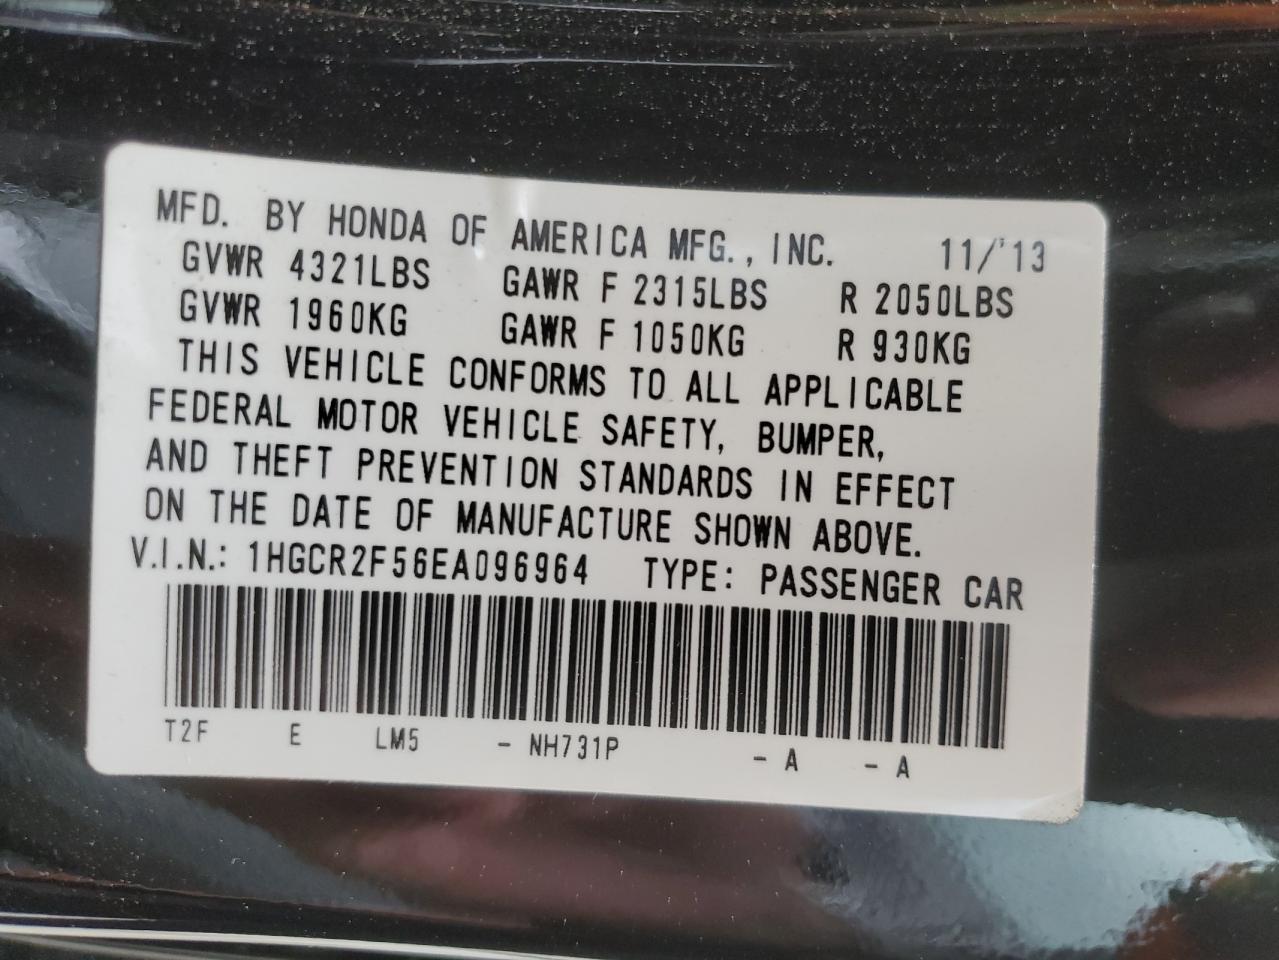 MFD. BY HONDA OF AMERICA MFG., INC. 11/'13
GVWR 4321LBS GAWR F 2315LBS R 2050LBS
GVWR 1960KG GAWR F 1050KG R 930KG
THIS VEHICLE CONFORMS TO ALL APPLICABLE
FEDERAL MOTOR VEHICLE SAFETY, BUMPER,
AND THEFT PREVENTION STANDARDS IN EFFECT
ON THE DATE OF MANUFACTURE SHOWN ABOVE.
V.I.N.: 1HGCR2F56EA096964 TYPE: PASSENGER CAR
T2F E LM5 - NH731P - A - A